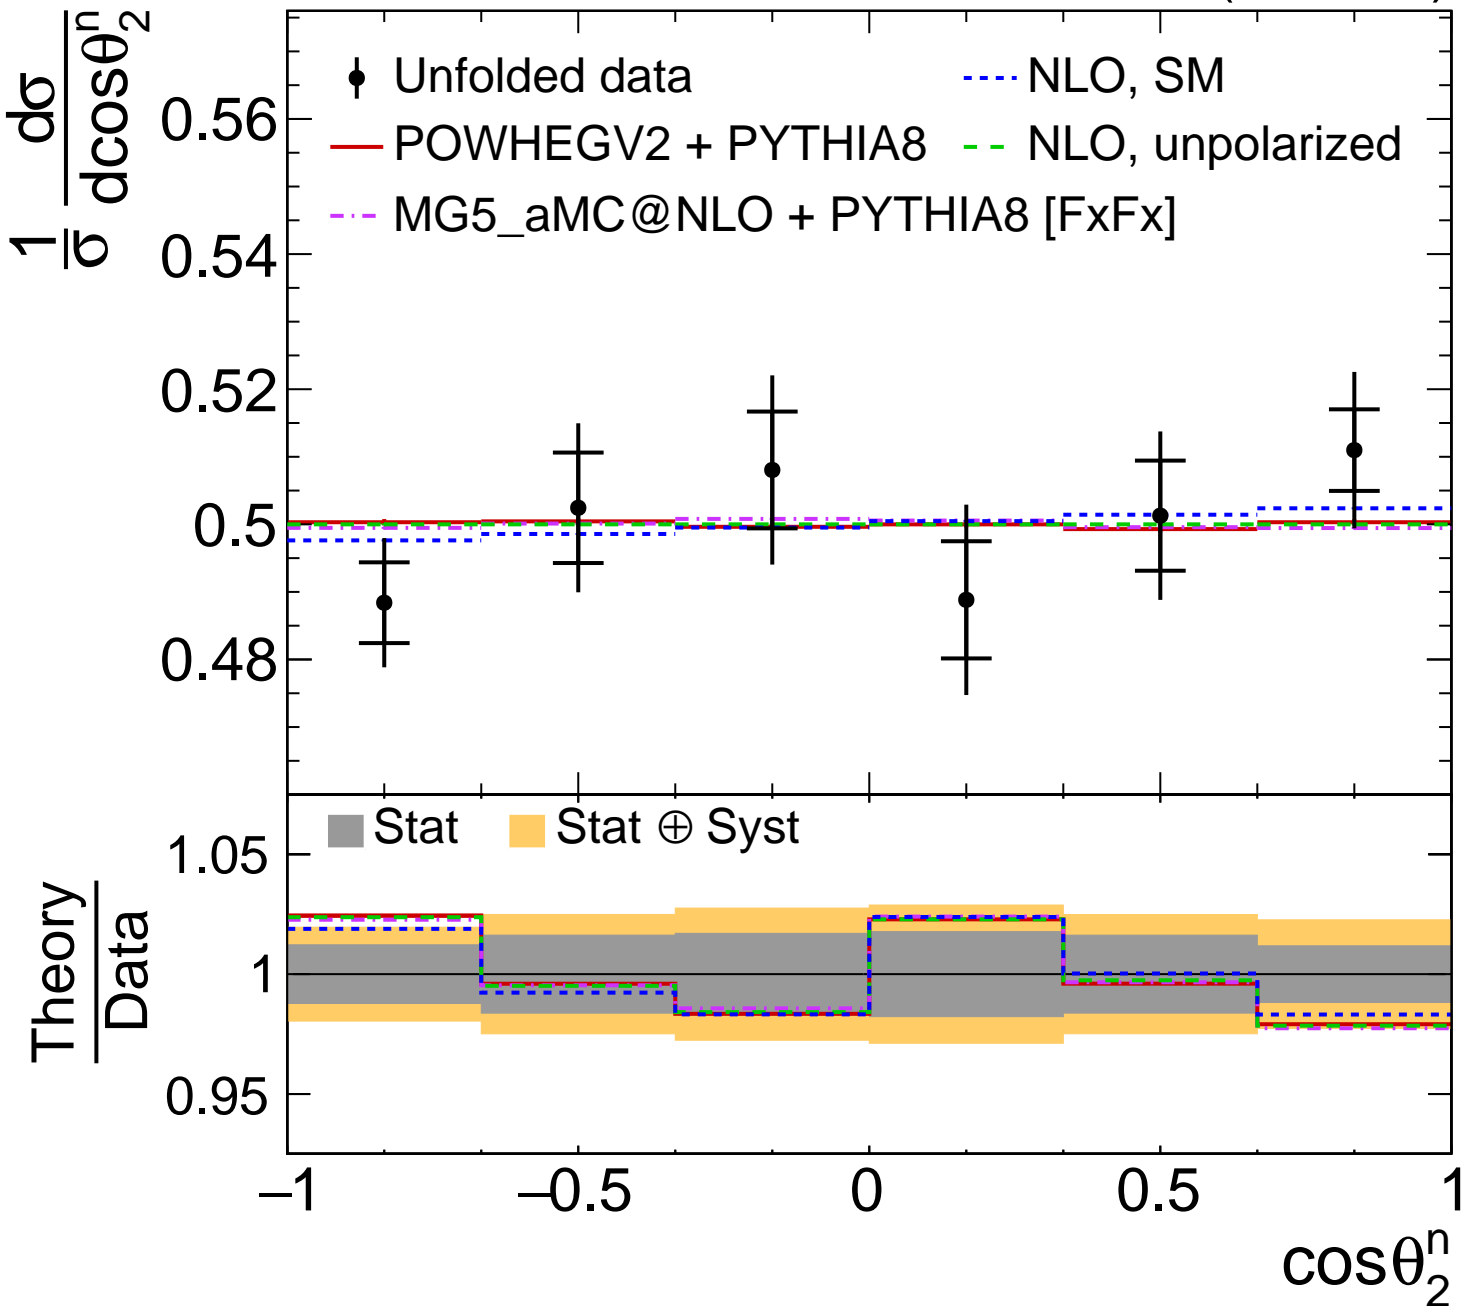 1/σ dσ/dcosθ₂ⁿ
Unfolded data
NLO, SM
POWHEGV2 + PYTHIA8
NLO, unpolarized
MG5_aMC@NLO + PYTHIA8 [FxFx]
0.56
0.54
0.52
0.5
0.48
Stat
Stat ⊕ Syst
Theory
Data
1.05
1
0.95
–1
–0.5
0
0.5
1
cosθ₂ⁿ